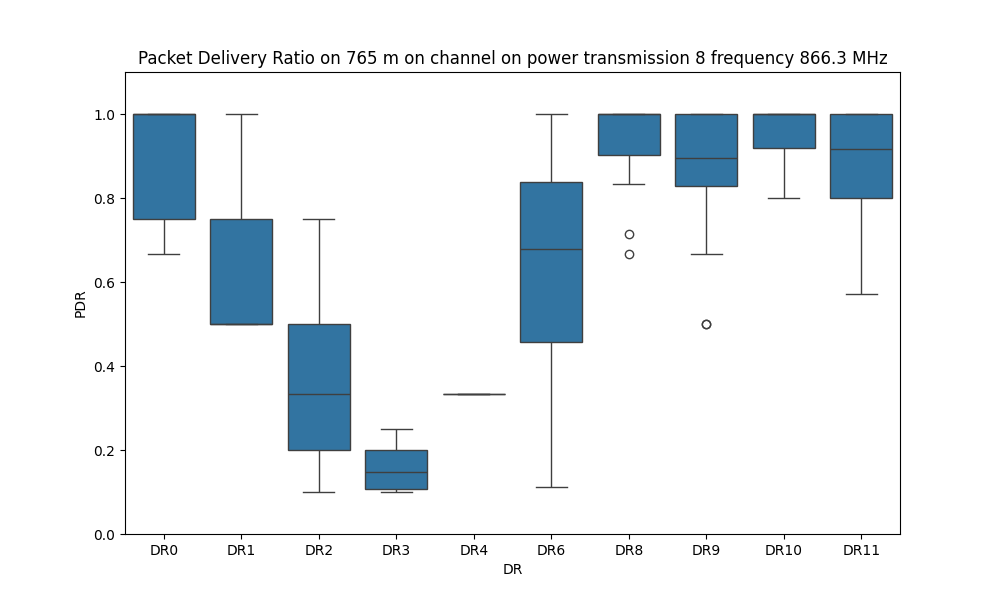 Packet Delivery Ratio on 765 m on channel on power transmission 8 frequency 866.3 MHz
1.0
0.8
0.6
0.4
0.2
0.0
PDR
DR0 DR1 DR2 DR3 DR4 DR6 DR8 DR9 DR10 DR11
DR